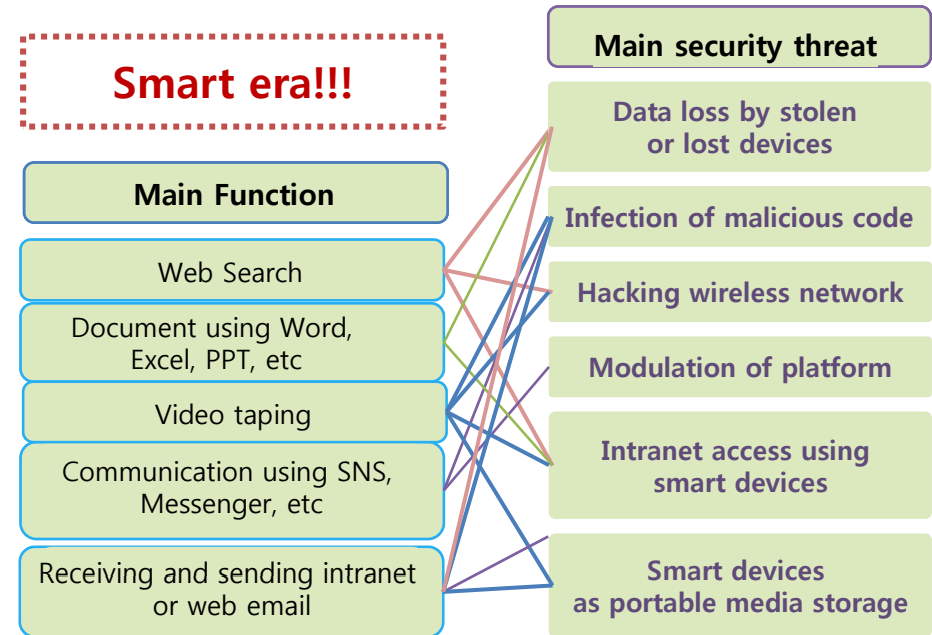 Smart era!!!
Main Function
Web Search
Document using Word,
Excel, PPT, etc
Video taping
Communication using SNS,
Messenger, etc
Receiving and sending intranet
or web email
Main security threat
Data loss by stolen
or lost devices
Infection of malicious code
Hacking wireless network
Modulation of platform
Intranet access using
smart devices
Smart devices
as portable media storage